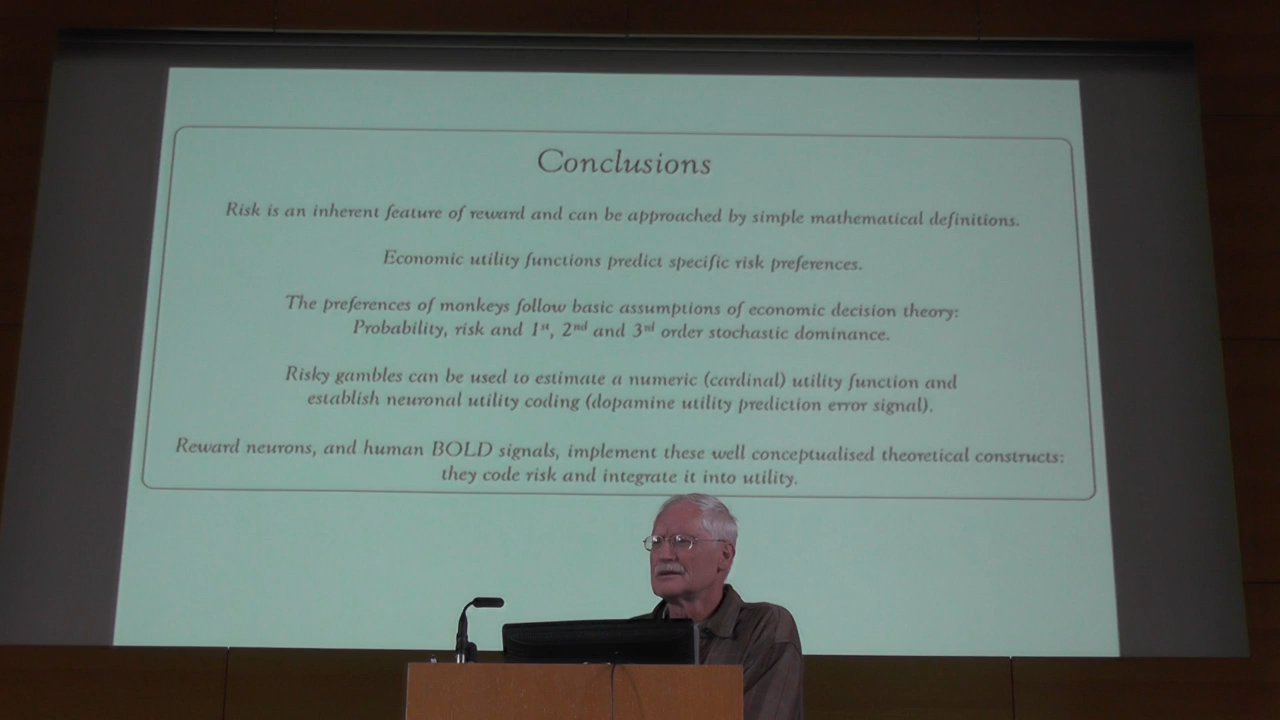 Conclusions
Risk is an inherent feature of reward and can be approached by simple mathematical definitions.
Economic utility functions predict specific risk preferences.
The preferences of monkeys follow basic assumptions of economic decision theory:
Probability, risk and 1st, 2nd and 3rd order stochastic dominance.
Risky gambles can be used to estimate a numeric (cardinal) utility function and
establish neuronal utility coding (dopamine utility prediction error signal).
Reward neurons, and human BOLD signals, implement these well conceptualised theoretical constructs:
they code risk and integrate it into utility.